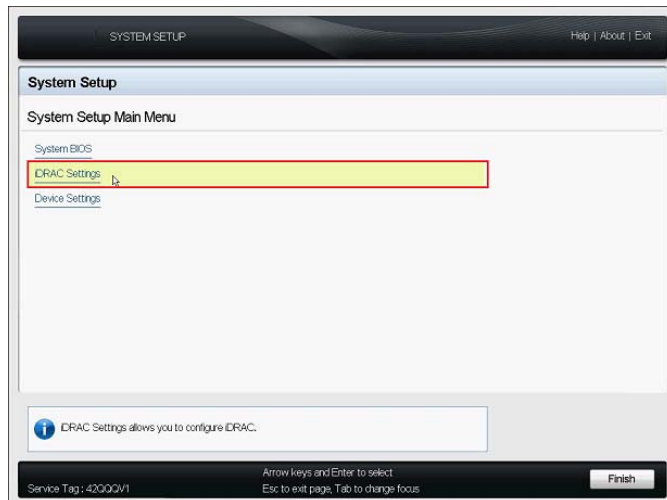 SYSTEM SETUP
Help | About | Exit
System Setup
System Setup Main Menu
System BIOS
iDRAC Settings
Device Settings
iDRAC Settings allows you to configure iDRAC.
Arrow keys and Enter to select
Service Tag : 42QQQV1
Esc to exit page, Tab to change focus
Finish